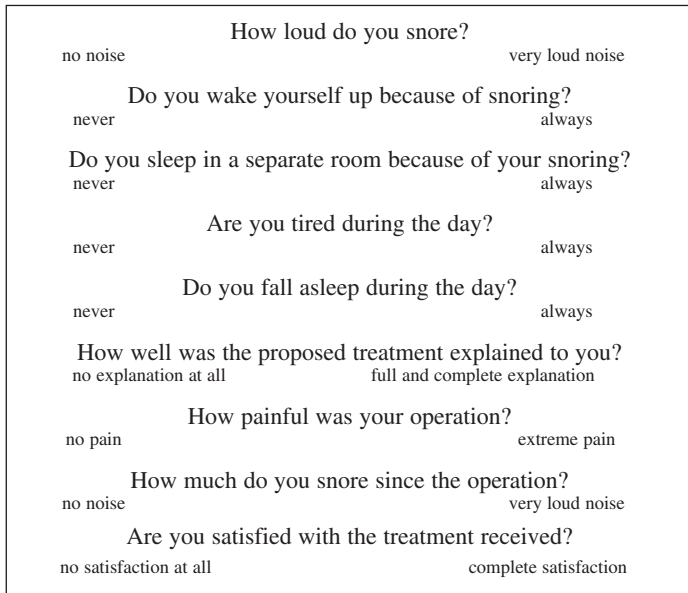 How loud do you snore?
no noise very loud noise
Do you wake yourself up because of snoring?
never always
Do you sleep in a separate room because of your snoring?
never always
Are you tired during the day?
never always
Do you fall asleep during the day?
never always
How well was the proposed treatment explained to you?
no explanation at all full and complete explanation
How painful was your operation?
no pain extreme pain
How much do you snore since the operation?
no noise very loud noise
Are you satisfied with the treatment received?
no satisfaction at all complete satisfaction